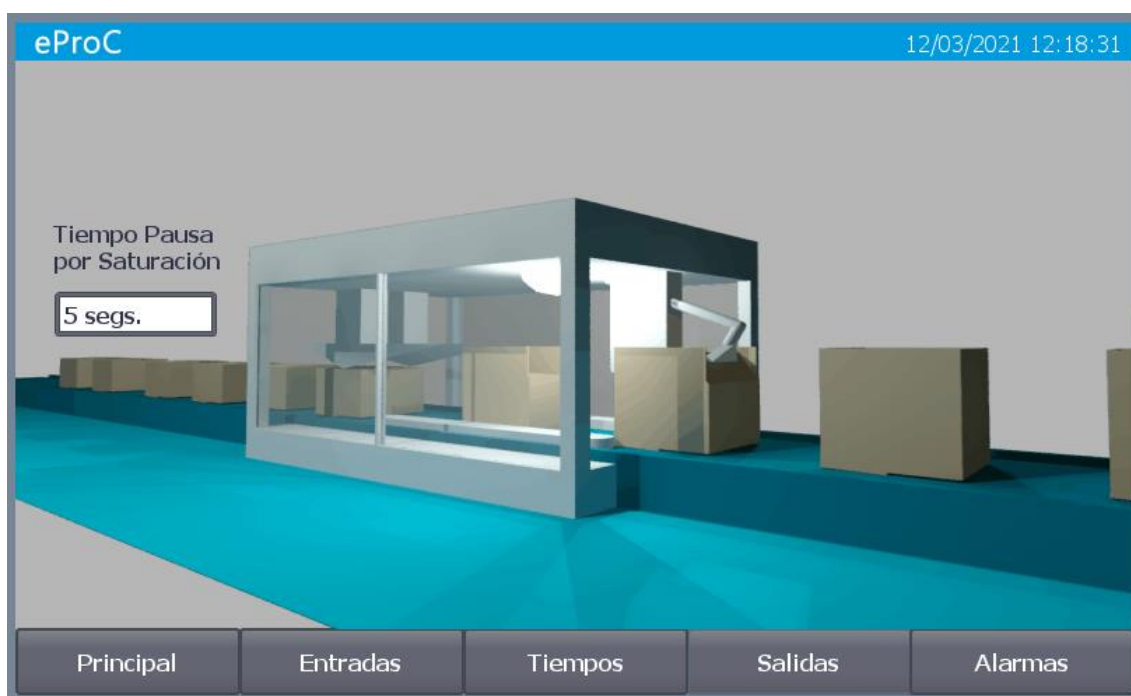 eProC
12/03/2021 12:18:31
Tiempo Pausa
por Saturación
5 segs.
Principal
Entradas
Tiempos
Salidas
Alarmas